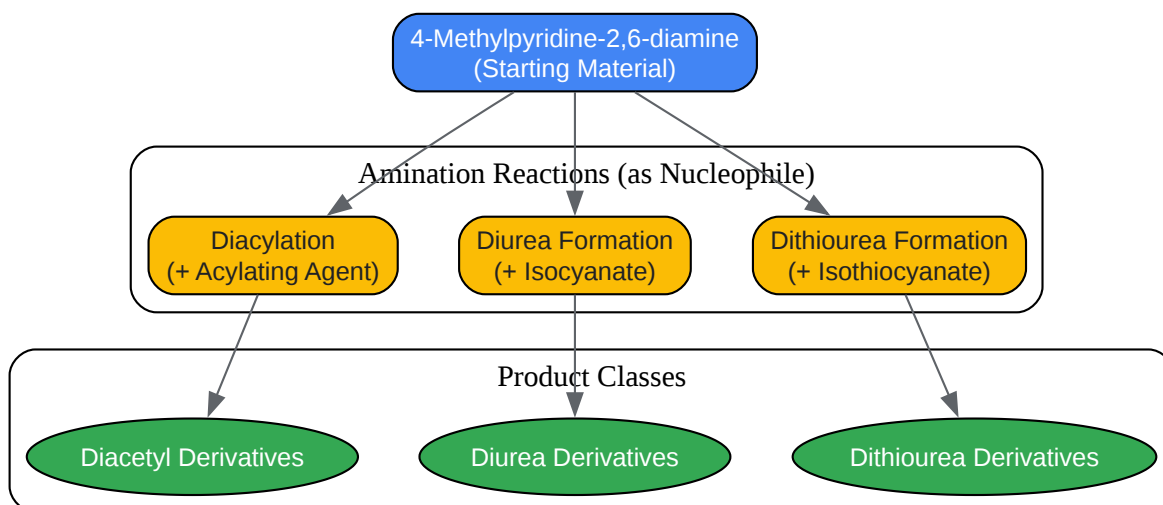 4-Methylpyridine-2,6-diamine
(Starting Material)
Amination Reactions (as Nucleophile)
Diacylation
(+ Acylating Agent)
Diurea Formation
(+ Isocyanate)
Dithiourea Formation
(+ Isothiocyanate)
Product Classes
Diacetyl Derivatives
Diurea Derivatives
Dithiourea Derivatives